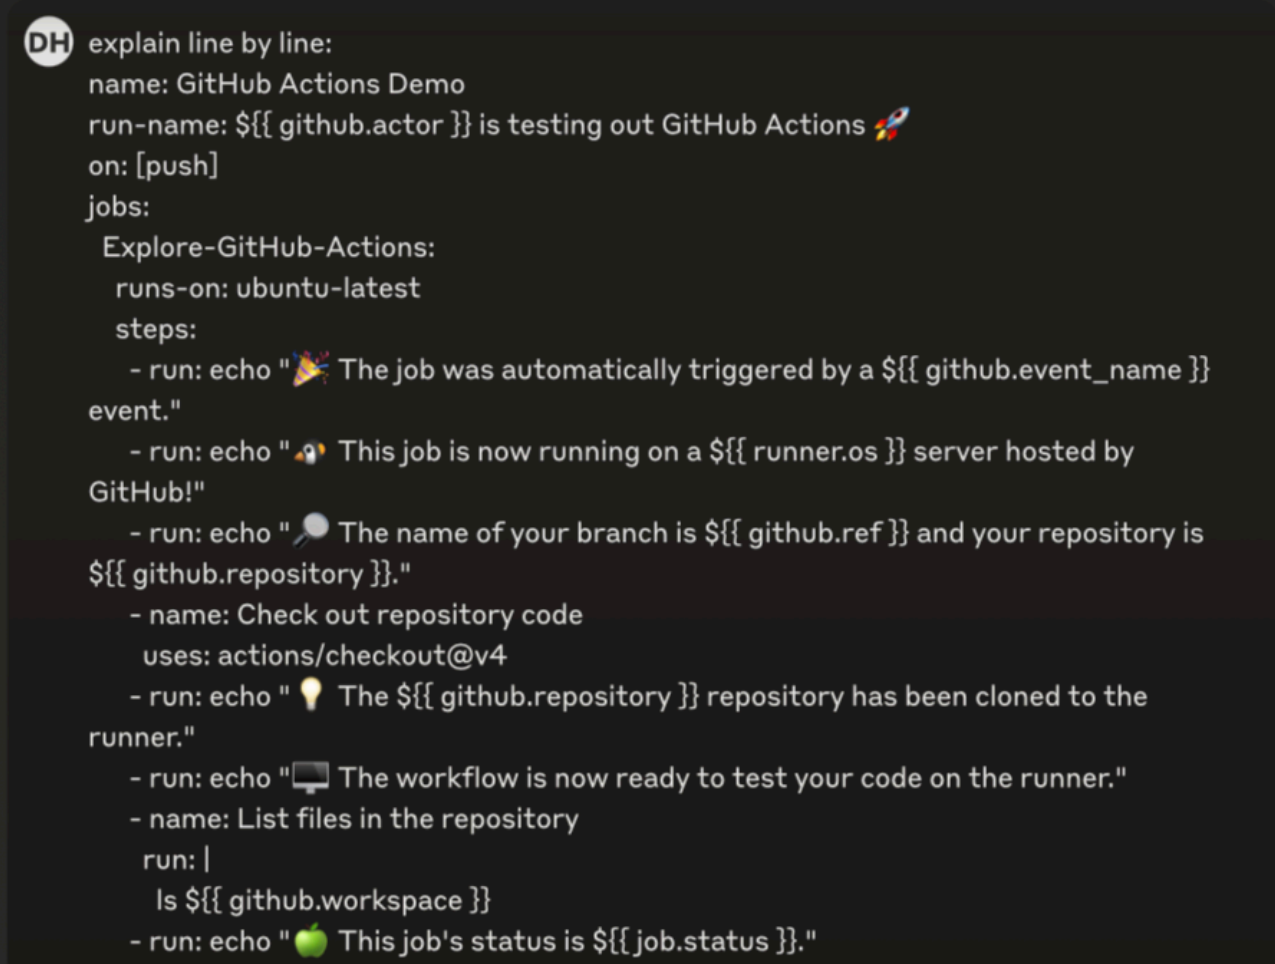 DH explain line by line:
name: GitHub Actions Demo
run-name: ${{ github.actor }} is testing out GitHub Actions 🚀
on: [push]
jobs:
  Explore-GitHub-Actions:
    runs-on: ubuntu-latest
    steps:
      - run: echo "🎉 The job was automatically triggered by a ${{ github.event_name }}
event."
      - run: echo "🐧 This job is now running on a ${{ runner.os }} server hosted by
GitHub!"
      - run: echo "🔎 The name of your branch is ${{ github.ref }} and your repository is
${{ github.repository }}."
      - name: Check out repository code
        uses: actions/checkout@v4
      - run: echo "💡 The ${{ github.repository }} repository has been cloned to the
runner."
      - run: echo "🖥️ The workflow is now ready to test your code on the runner."
      - name: List files in the repository
        run: |
          ls ${{ github.workspace }}
      - run: echo "🍏 This job's status is ${{ job.status }}."